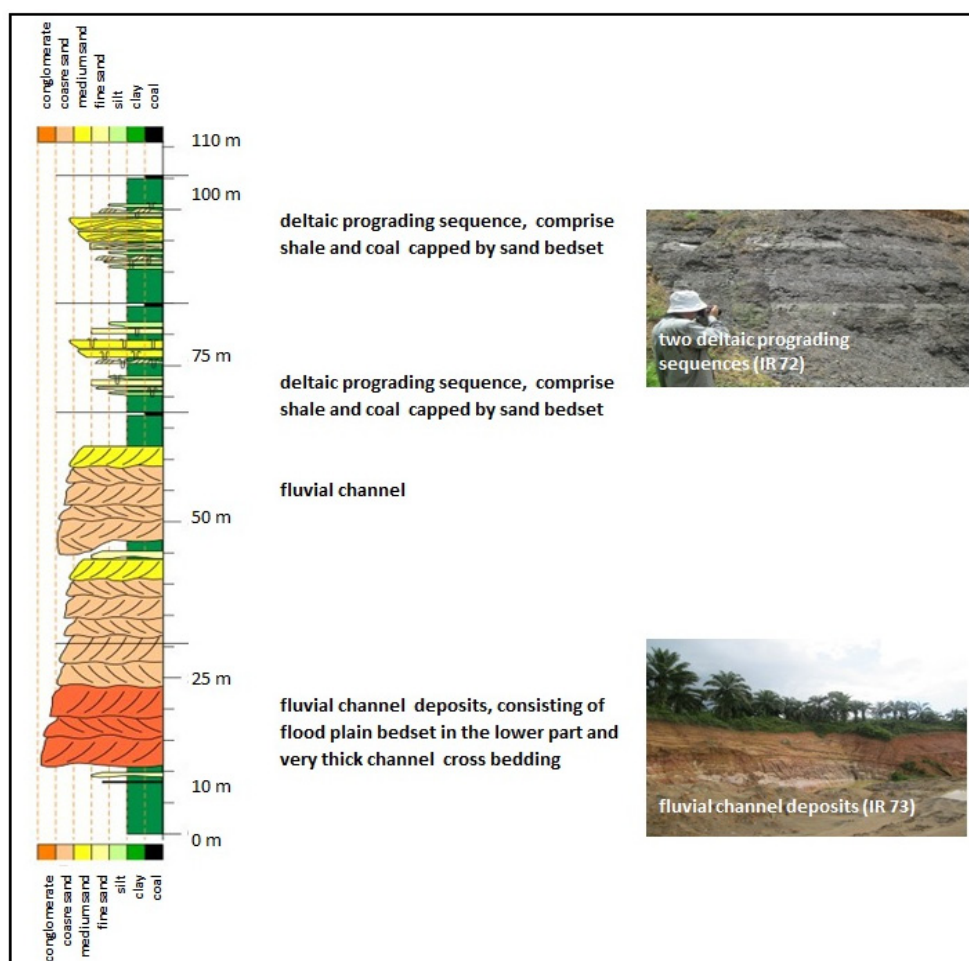 conglomerate
coasre sand
medium sand
fine sand
silt
clay
coal
110 m
100 m
deltaic prograding sequence, comprise
shale and coal capped by sand bedset
two deltaic prograding
sequences (IR 72)
75 m
deltaic prograding sequence, comprise
shale and coal capped by sand bedset
fluvial channel
50 m
25 m
fluvial channel deposits, consisting of
flood plain bedset in the lower part and
very thick channel cross bedding
fluvial channel deposits (IR 73)
10 m
0 m
conglomerate
coasre sand
medium sand
fine sand
silt
clay
coal